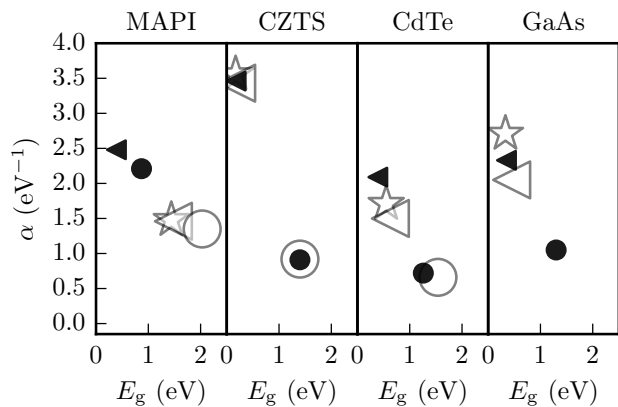 MAPI CZTS CdTe GaAs
4.0
3.5
3.0
2.5
2.0
1.5
1.0
0.5
0.0
α (eV⁻¹)
0 1 2 0 1 2 0 1 2 0 1 2
E_g (eV) E_g (eV) E_g (eV) E_g (eV)